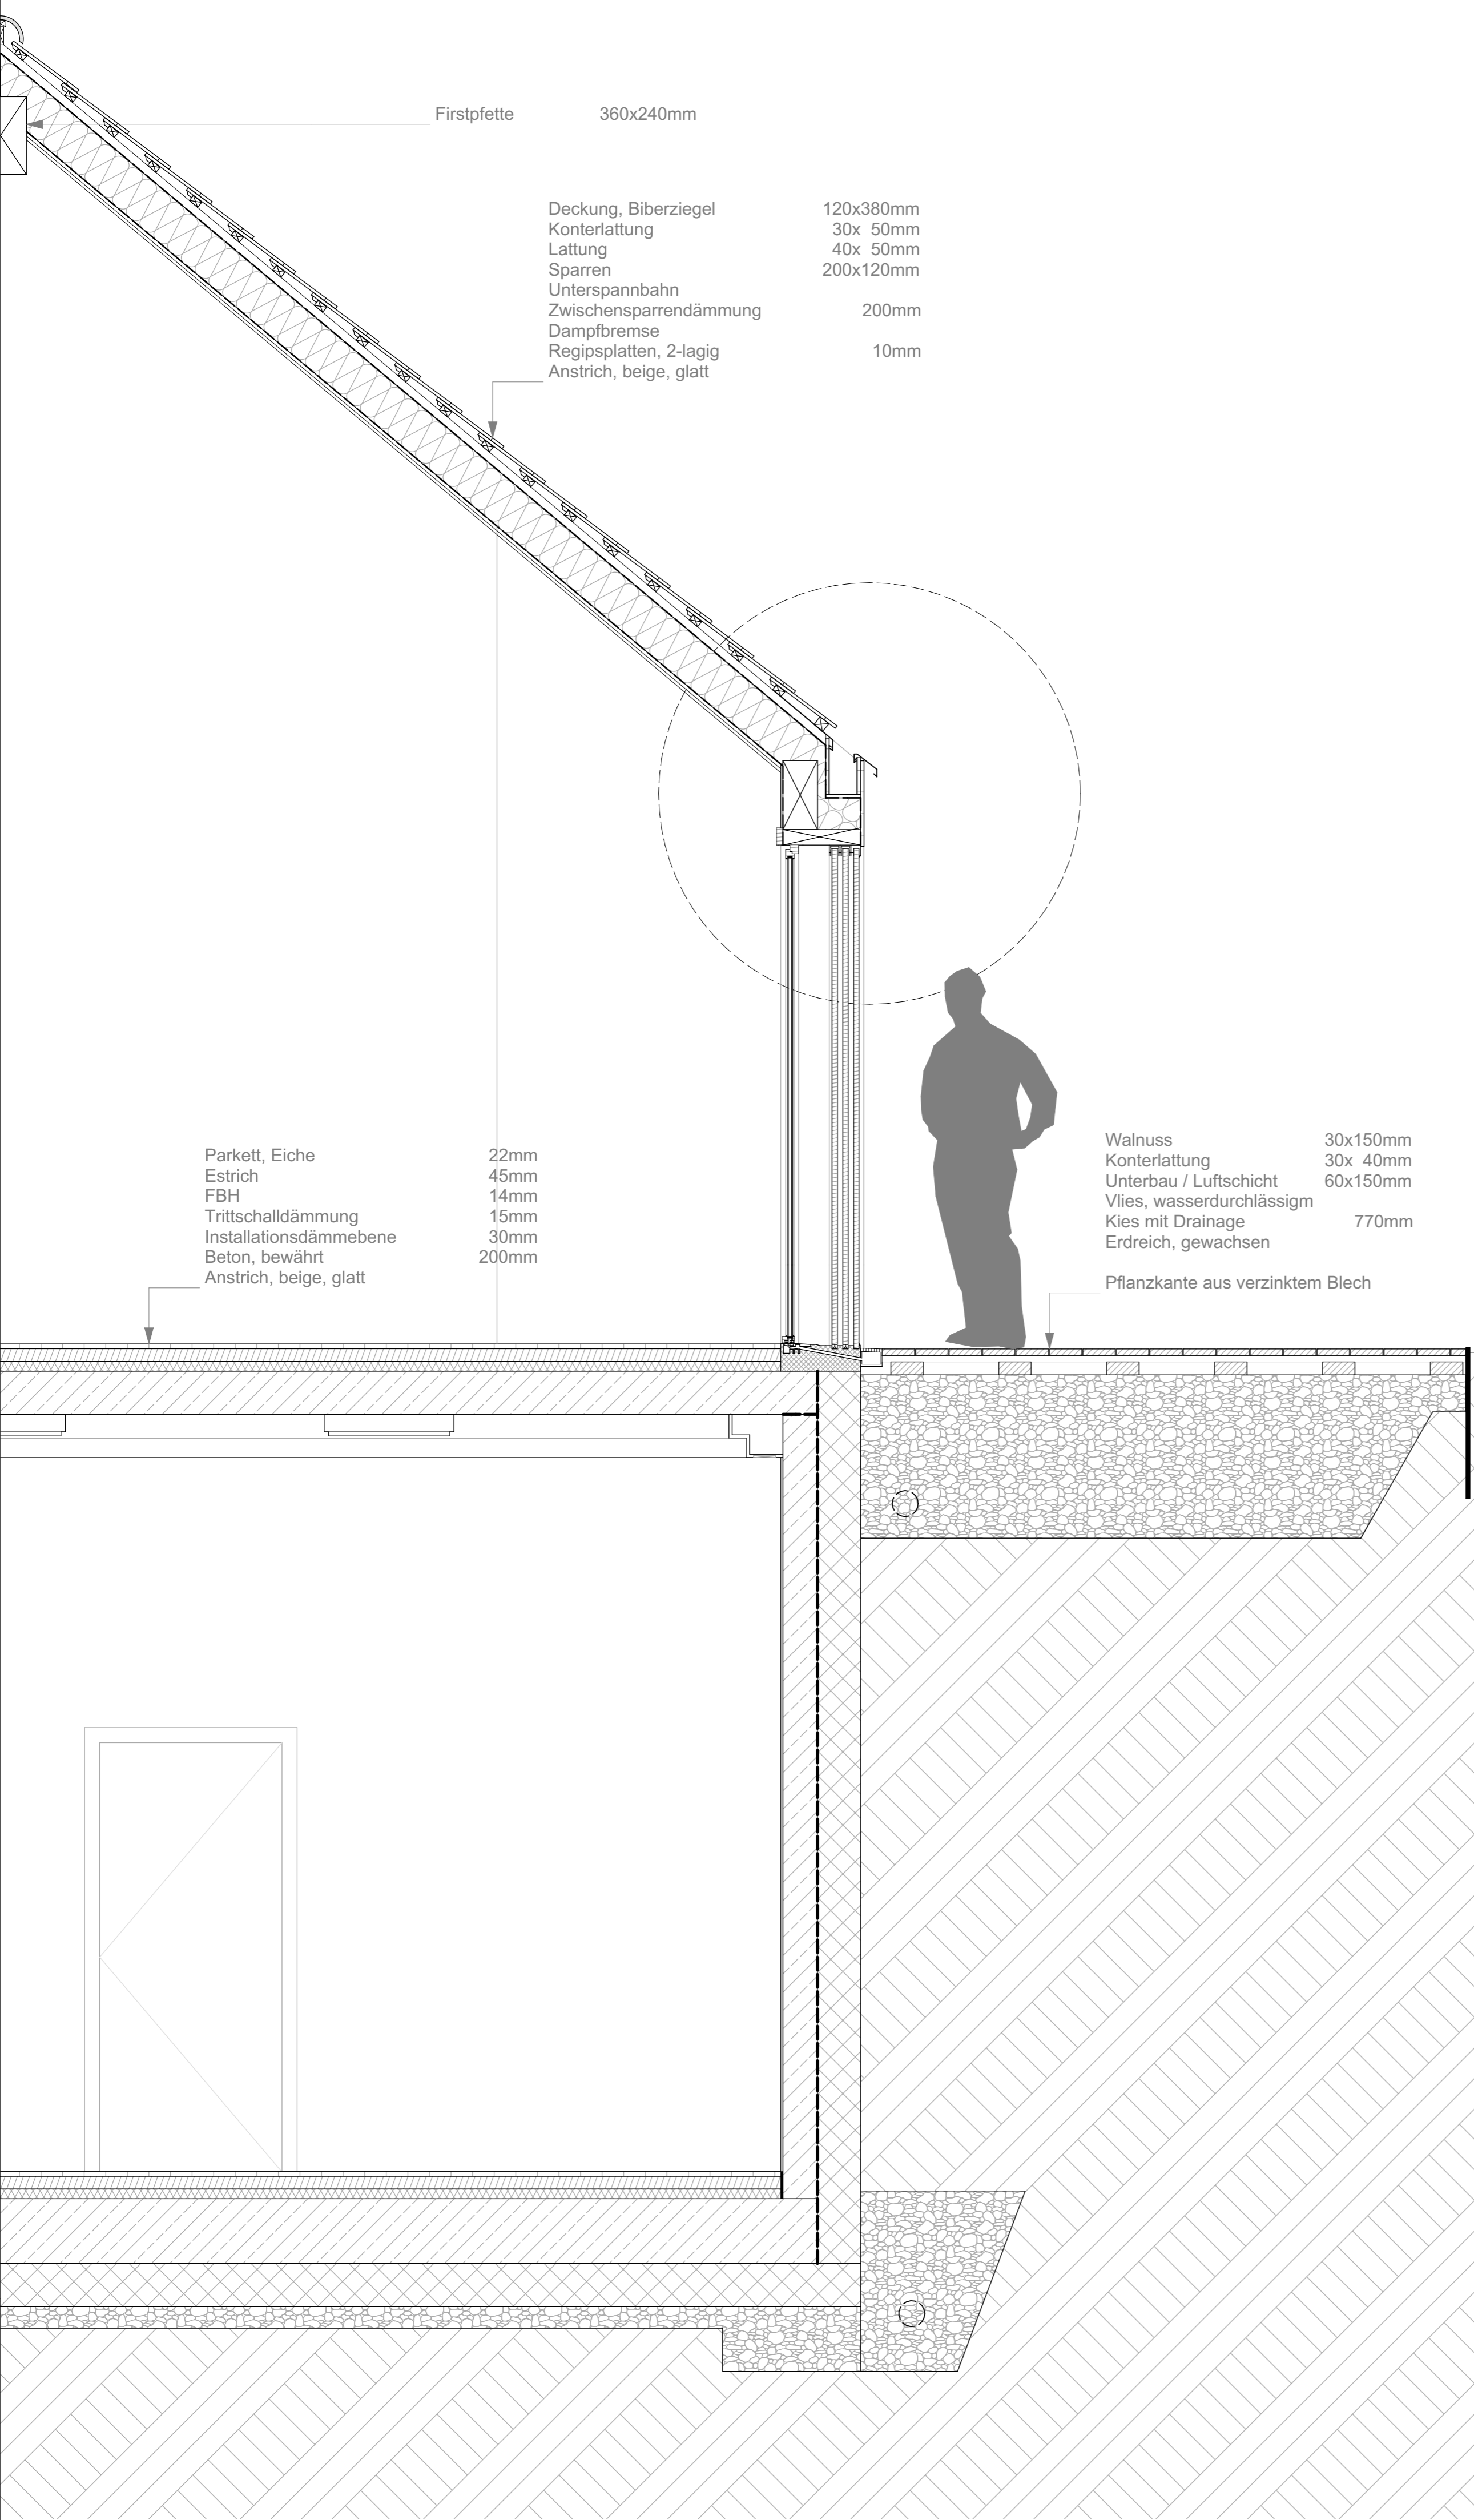 Firstpfette 360x240mm
Deckung, Biberziegel 120x380mm
Konterlattung 30x 50mm
Lattung 40x 50mm
Sparren 200x120mm
Unterspannbahn
Zwischensparrendämmung 200mm
Dampfbremse
Regipsplatten, 2-lagig 10mm
Anstrich, beige, glatt
Parkett, Eiche 22mm
Estrich 45mm
FBH 14mm
Trittschalldämmung 15mm
Installationsdämmebene 30mm
Beton, bewährt 200mm
Anstrich, beige, glatt
Walnuss 30x150mm
Konterlattung 30x 40mm
Unterbau / Luftschicht 60x150mm
Vlies, wasserdurchlässigm
Kies mit Drainage 770mm
Erdreich, gewachsen
Pflanzkante aus verzinktem Blech